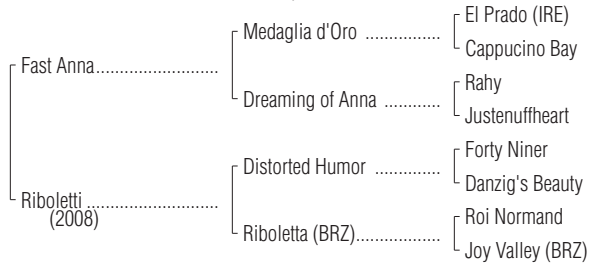 El Prado (IRE)
Medaglia d'Oro ................
Cappucino Bay
Fast Anna..........................
Rahy
Dreaming of Anna .............
Justenuffheart
Forty Niner
Distorted Humor ..............
Danzig's Beauty
Riboletti ............................
(2008)
Roi Normand
Riboletta (BRZ).................
Joy Valley (BRZ)